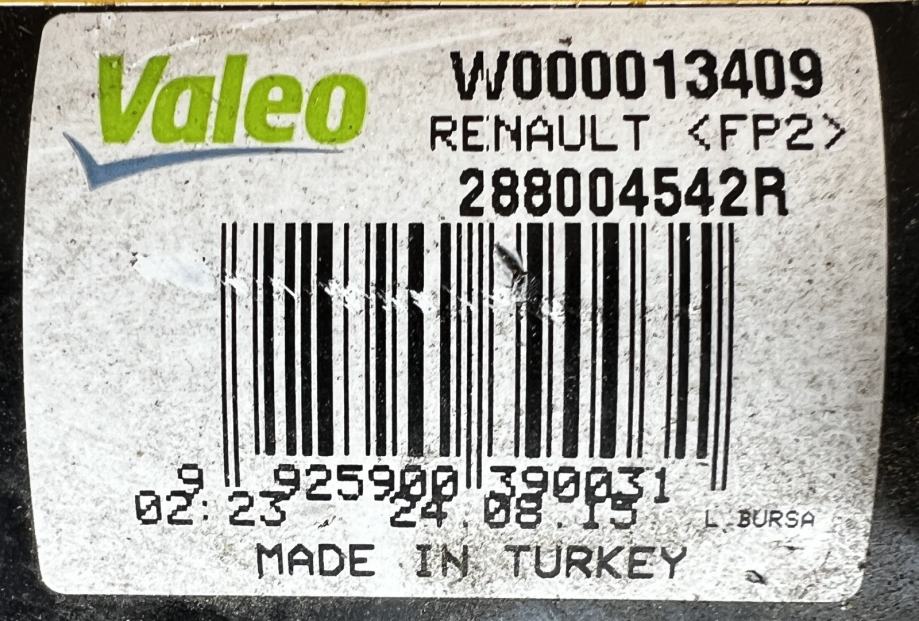 Valeo
W000013409
RENAULT <FP2>
288004542R
9 925900 390031
02:23 24.08.15 L.BURSA
MADE IN TURKEY